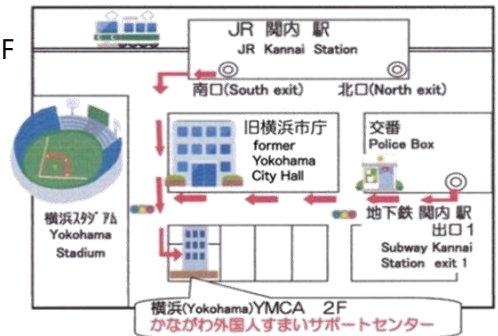 F
JR 関内 駅
JR Kannai Station
南口(South exit)
北口(North exit)
旧横浜市庁
former
Yokohama
City Hall
交番
Police Box
横浜スタジアム
Yokohama
Stadium
地下鉄 関内 駅
出口1
Subway Kannai
Station exit 1
横浜(Yokohama)YMCA 2F
かながわ外国人すまいサポートセンター